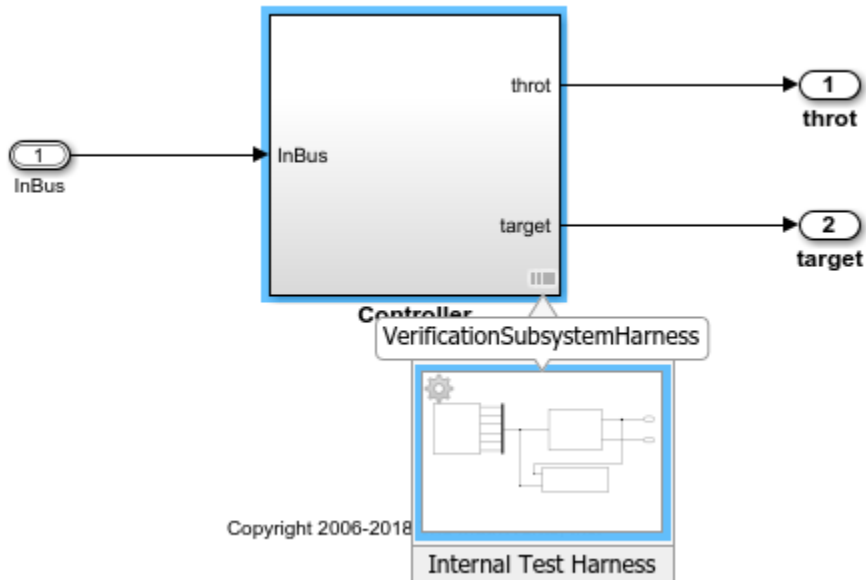 throt
1
throt
1
InBus
InBus
target
2
target
Controller
VerificationSubsystemHarness
Copyright 2006-2018
Internal Test Harness